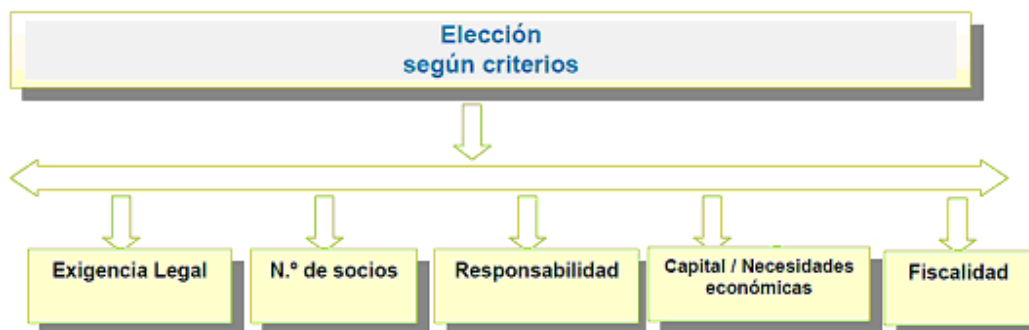 Elección
según criterios
Exigencia Legal
N.º de socios
Responsabilidad
Capital / Necesidades
económicas
Fiscalidad